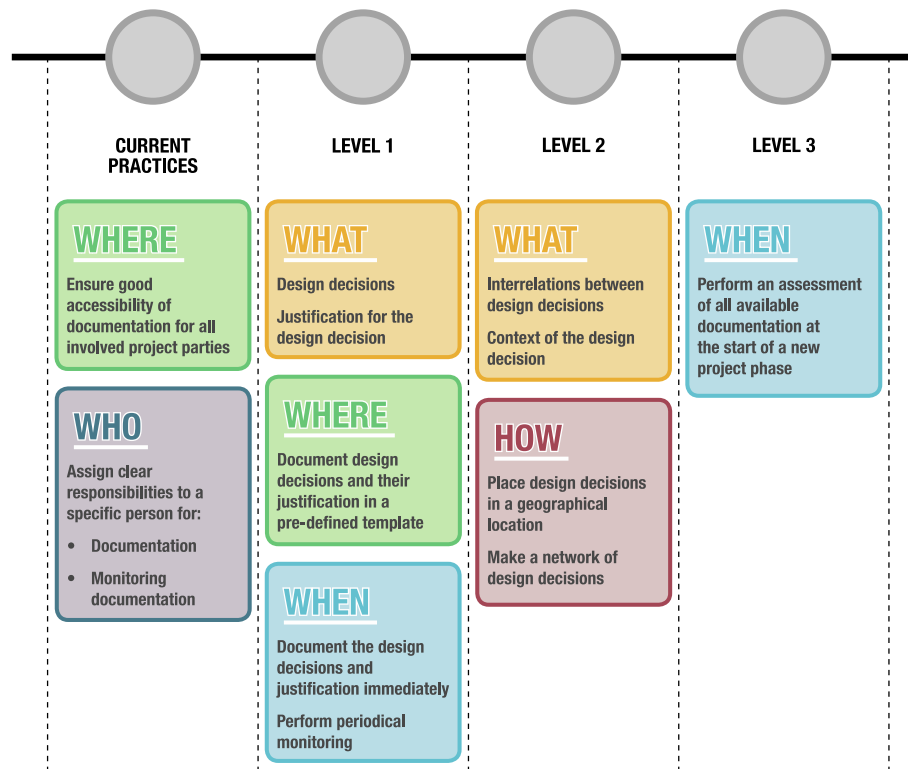 CURRENT
PRACTICES
WHERE
Ensure good
accessibility of
documentation for all
involved project parties
WHO
Assign clear
responsibilities to a
specific person for:
• Documentation
• Monitoring
documentation
LEVEL 1
WHAT
Design decisions
Justification for the
design decision
WHERE
Document design
decisions and their
justification in a
pre-defined template
WHEN
Document the design
decisions and
justification immediately
Perform periodical
monitoring
LEVEL 2
WHAT
Interrelations between
design decisions
Context of the design
decision
HOW
Place design decisions
in a geographical
location
Make a network of
design decisions
LEVEL 3
WHEN
Perform an assessment
of all available
documentation at
the start of a new
project phase